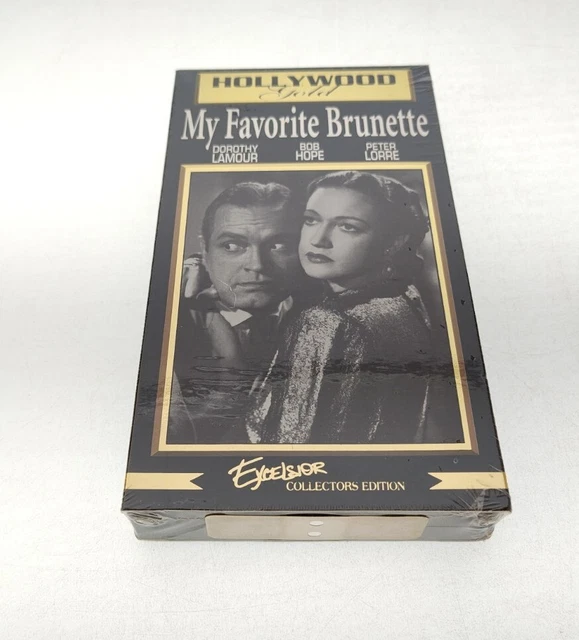 HOLLYWOOD
Gold
My Favorite Brunette
DOROTHY LAMOUR
BOB HOPE
PETER LORRE
EXCELSIOR
COLLECTORS EDITION